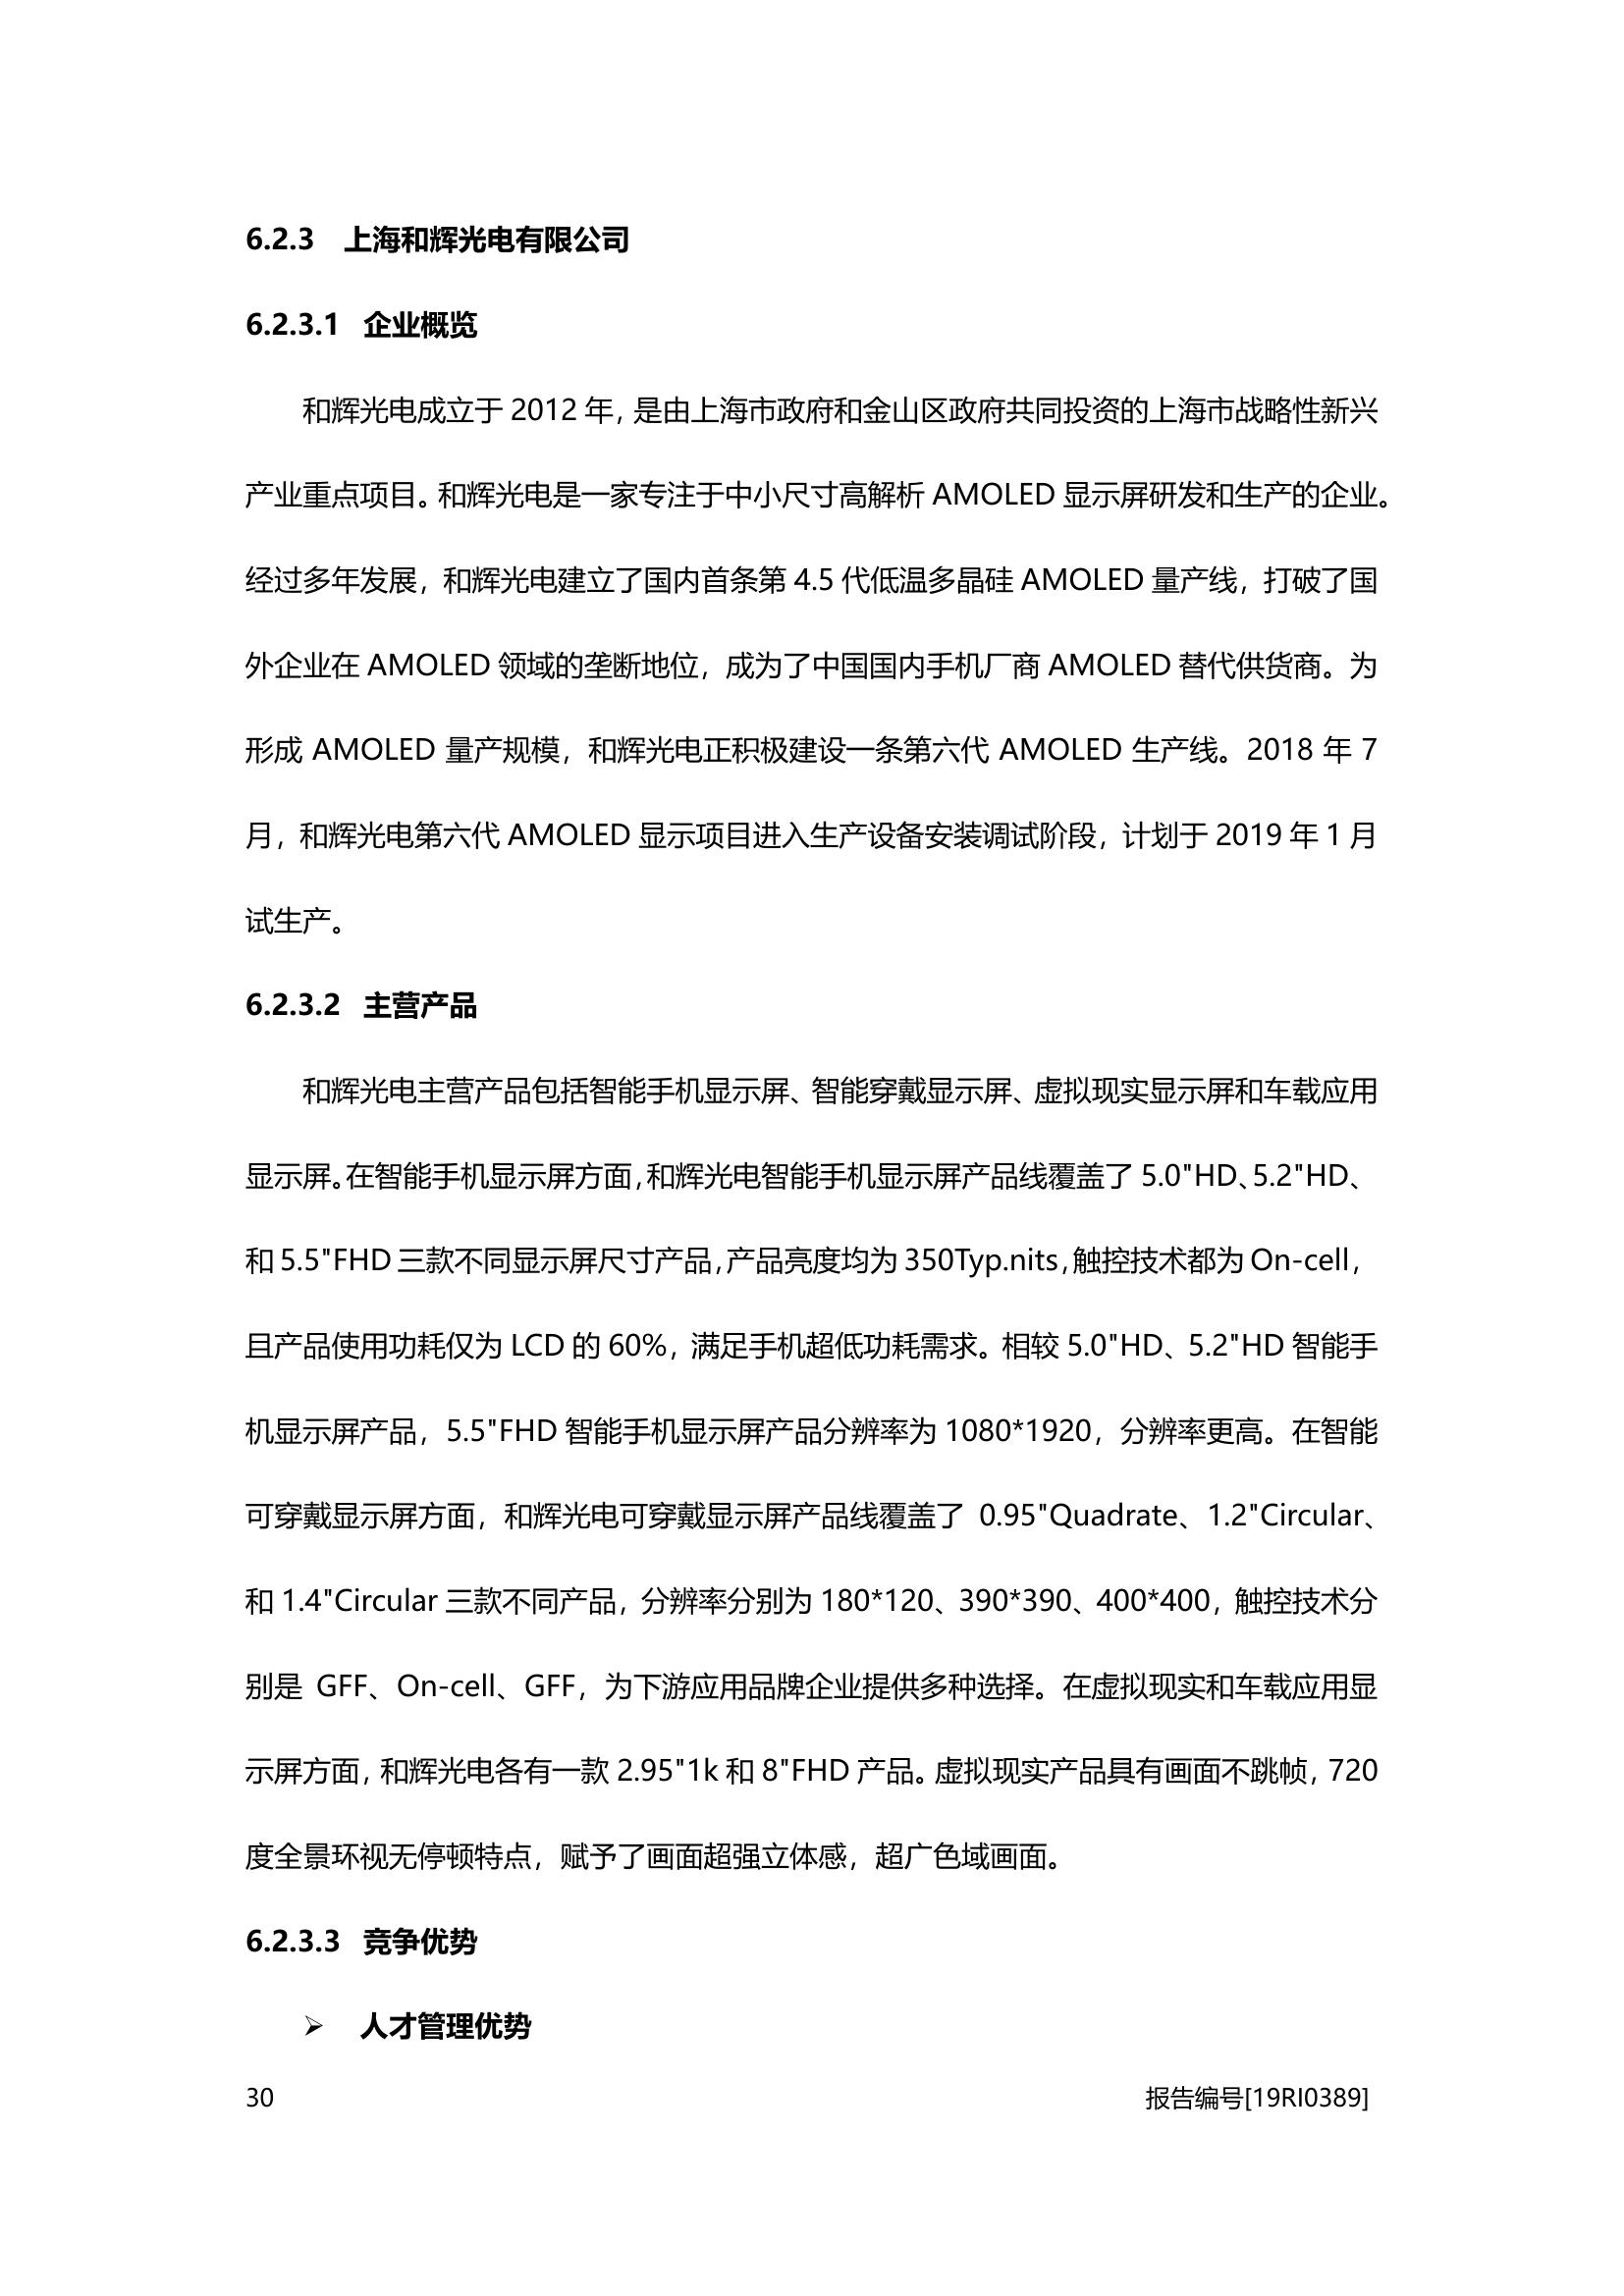 6.2.3 上海和辉光电有限公司
6.2.3.1 企业概览
和辉光电成立于 2012 年，是由上海市政府和金山区政府共同投资的上海市战略性新兴
产业重点项目。和辉光电是一家专注于中小尺寸高解析 AMOLED 显示屏研发和生产的企业。
经过多年发展，和辉光电建立了国内首条第 4.5 代低温多晶硅 AMOLED 量产线，打破了国
外企业在 AMOLED 领域的垄断地位，成为了中国国内手机厂商 AMOLED 替代供货商。为
形成 AMOLED 量产规模，和辉光电正积极建设一条第六代 AMOLED 生产线。2018 年 7
月，和辉光电第六代 AMOLED 显示项目进入生产设备安装调试阶段，计划于 2019 年 1 月
试生产。
6.2.3.2 主营产品
和辉光电主营产品包括智能手机显示屏、智能穿戴显示屏、虚拟现实显示屏和车载应用
显示屏。在智能手机显示屏方面，和辉光电智能手机显示屏产品线覆盖了 5.0"HD、5.2"HD、
和 5.5"FHD 三款不同显示屏尺寸产品，产品亮度均为 350Typ.nits，触控技术都为 On-cell，
且产品使用功耗仅为 LCD 的 60%，满足手机超低功耗需求。相较 5.0"HD、5.2"HD 智能手
机显示屏产品，5.5"FHD 智能手机显示屏产品分辨率为 1080*1920，分辨率更高。在智能
可穿戴显示屏方面，和辉光电可穿戴显示屏产品线覆盖了 0.95"Quadrate、1.2"Circular、
和 1.4"Circular 三款不同产品，分辨率分别为 180*120、390*390、400*400，触控技术分
别是 GFF、On-cell、GFF，为下游应用品牌企业提供多种选择。在虚拟现实和车载应用显
示屏方面，和辉光电各有一款 2.95"1k 和 8"FHD 产品。虚拟现实产品具有画面不跳帧，720
度全景环视无停顿特点，赋予了画面超强立体感，超广色域画面。
6.2.3.3 竞争优势
➢ 人才管理优势
30 报告编号[19RI0389]